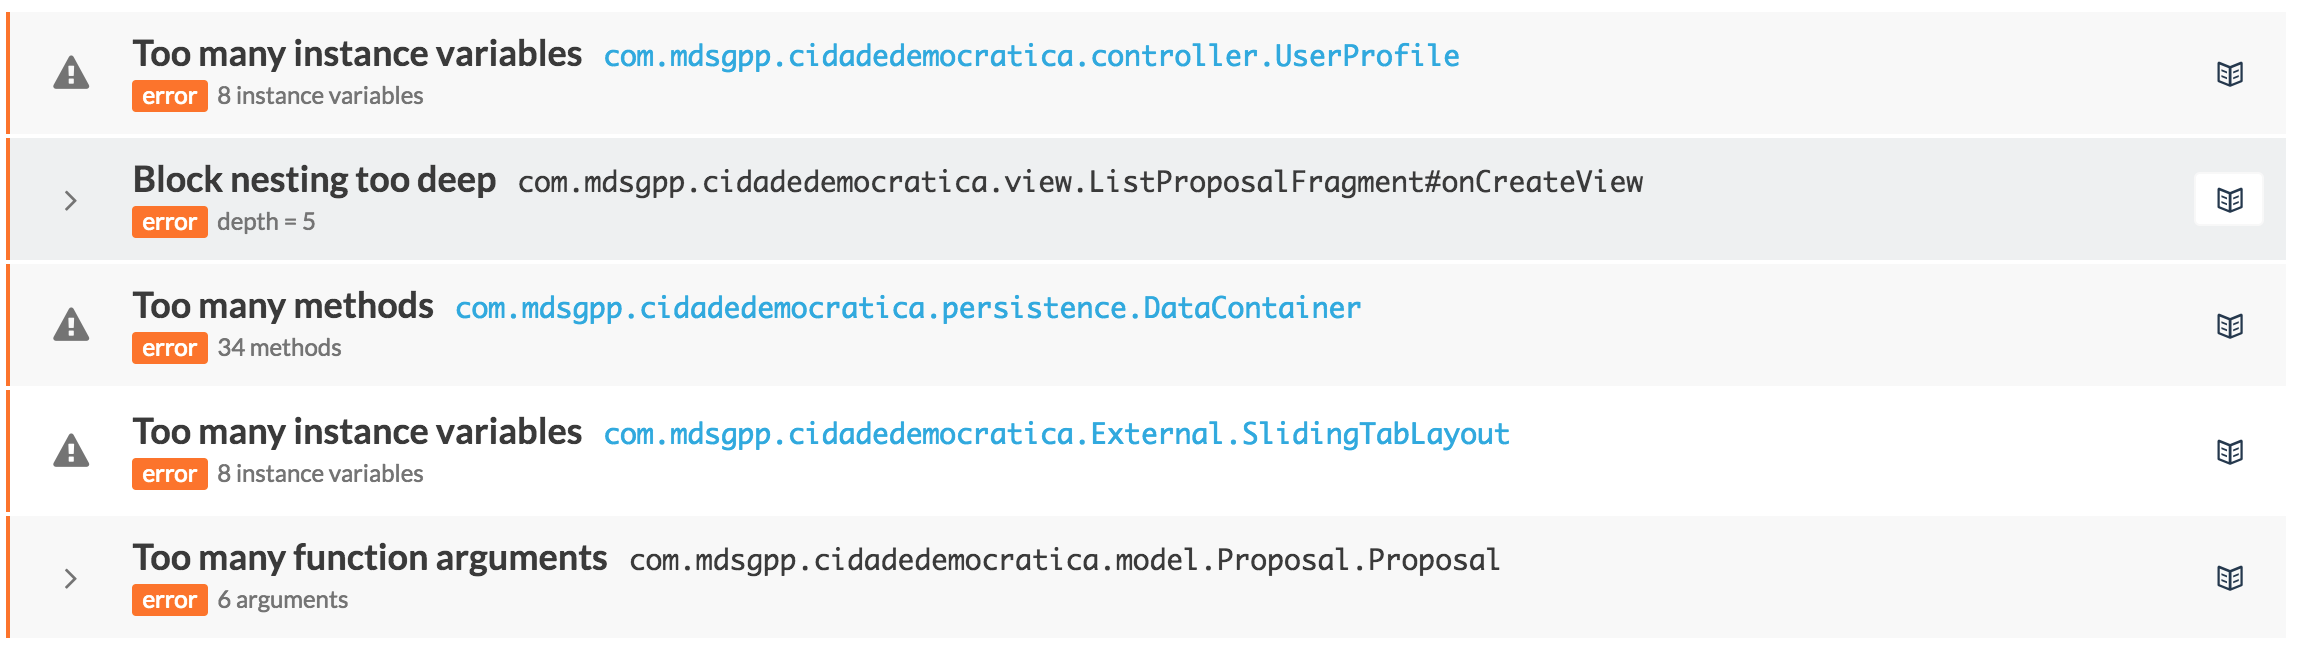 Too many instance variables com.mdsgpp.cidadedemocratica.controller.UserProfile
error 8 instance variables
Block nesting too deep com.mdsgpp.cidadedemocratica.view.ListProposalFragment#onCreateView
error depth = 5
Too many methods com.mdsgpp.cidadedemocratica.persistence.DataContainer
error 34 methods
Too many instance variables com.mdsgpp.cidadedemocratica.External.SlidingTabLayout
error 8 instance variables
Too many function arguments com.mdsgpp.cidadedemocratica.model.Proposal.Proposal
error 6 arguments